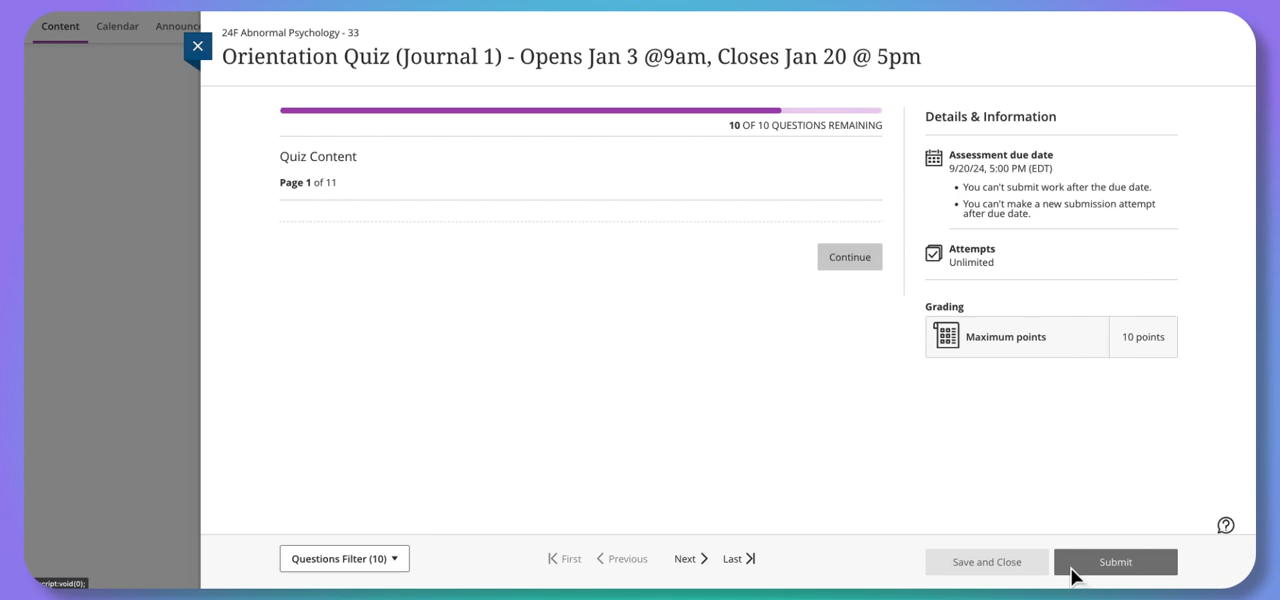 Content Calendar
24F Abnormal Psychology - 33
Orientation Quiz (Journal 1) - Opens Jan 3 @9am, Closes Jan 20 @ 5pm
10 OF 10 QUESTIONS REMAINING
Quiz Content
Page 1 of 11
Continue
Details & Information
Assessment due date
9/20/24, 5:00 PM (EDT)
• You can't submit work after the due date.
• You can't make a new submission attempt
after due date.
Attempts
Unlimited
Grading
Maximum points 10 points
Questions Filter (10)
First Previous Next Last
Save and Close Submit